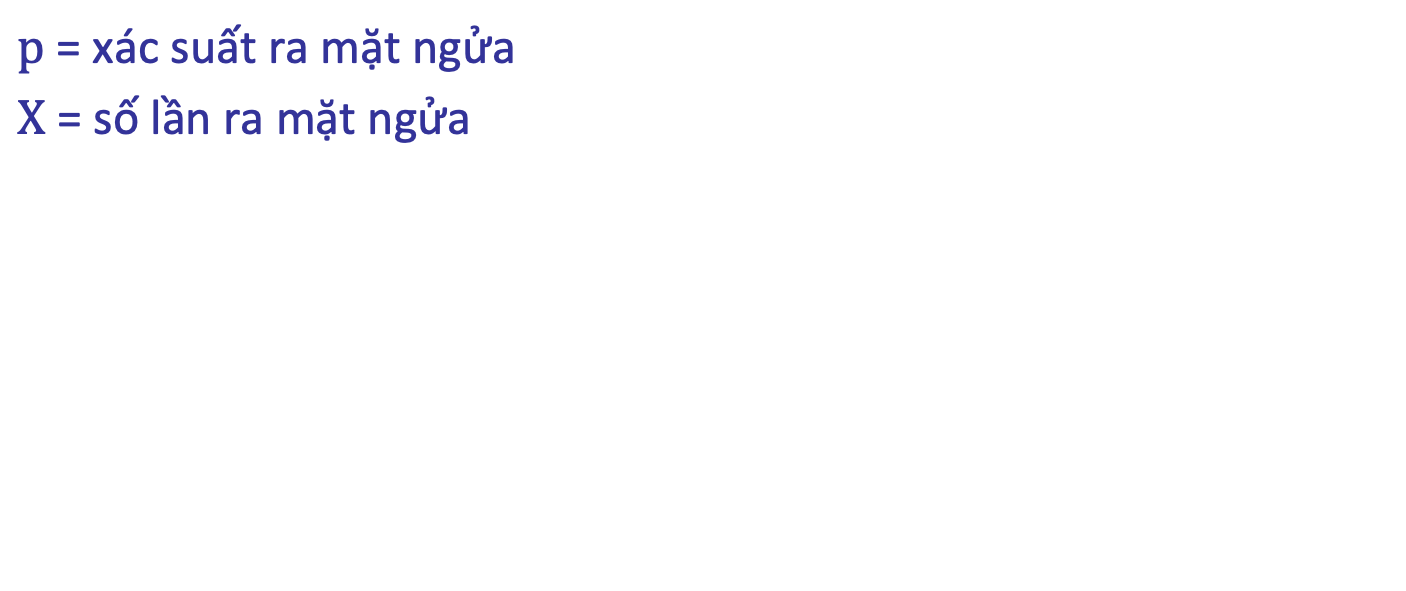 p = xác suất ra mặt ngửa
X = số lần ra mặt ngửa